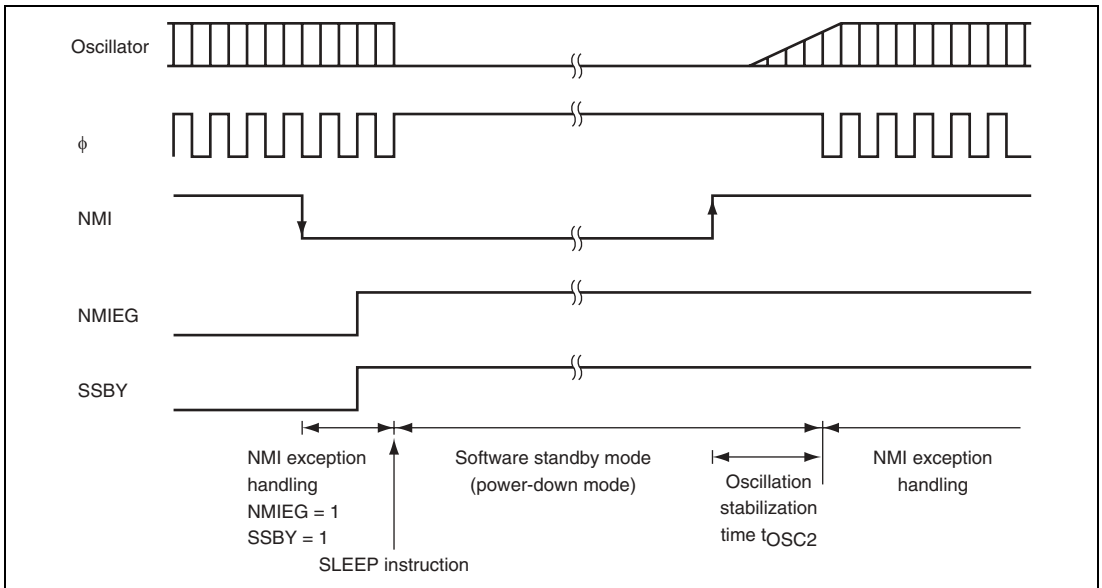 Oscillator
ϕ
NMI
NMIEG
SSBY
NMI exception
handling
NMIEG = 1
SSBY = 1
SLEEP instruction
Software standby mode
(power-down mode)
Oscillation
stabilization
time tOSC2
NMI exception
handling